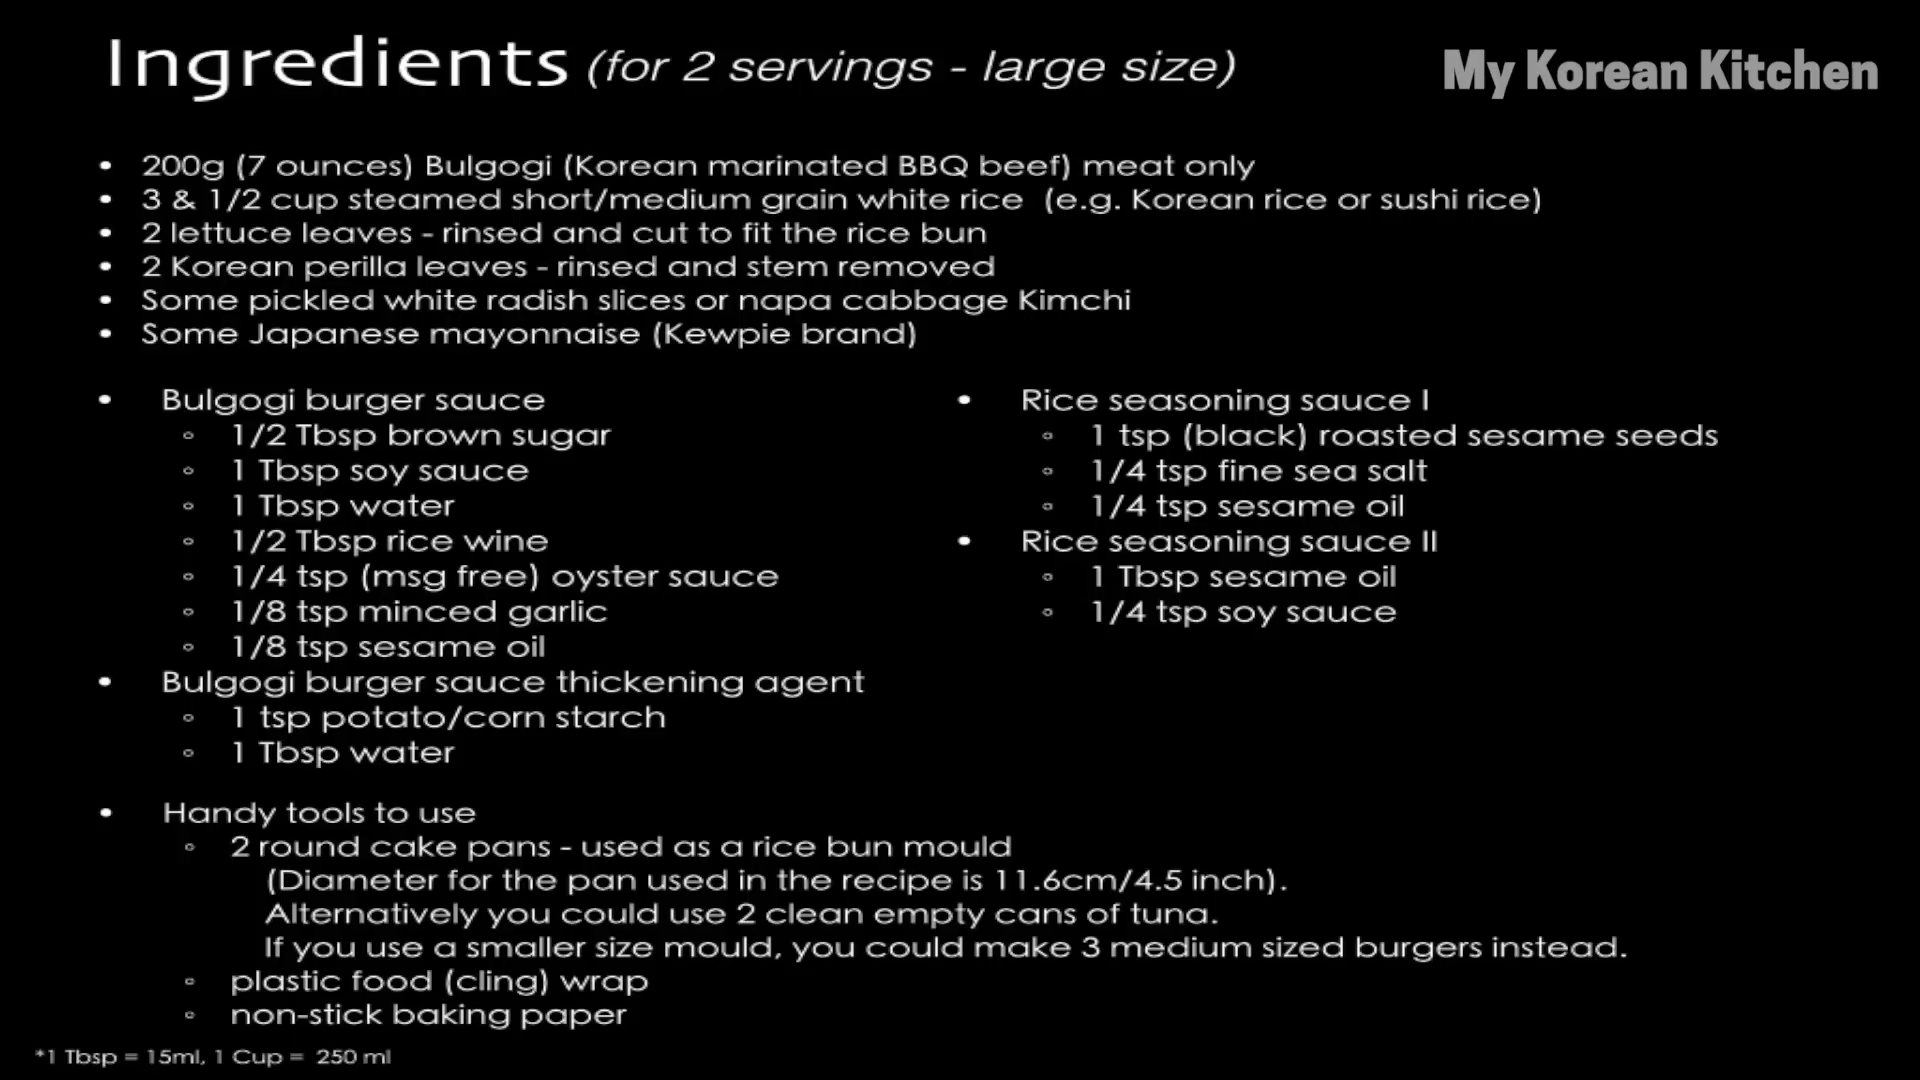 Ingredients (for 2 servings - large size)
My Korean Kitchen
• 200g (7 ounces) Bulgogi (Korean marinated BBQ beef) meat only
• 3 & 1/2 cup steamed short/medium grain white rice (e.g. Korean rice or sushi rice)
• 2 lettuce leaves - rinsed and cut to fit the rice bun
• 2 Korean perilla leaves - rinsed and stem removed
• Some pickled white radish slices or napa cabbage Kimchi
• Some Japanese mayonnaise (Kewpie brand)
• Bulgogi burger sauce
◦ 1/2 Tbsp brown sugar
◦ 1 Tbsp soy sauce
◦ 1 Tbsp water
◦ 1/2 Tbsp rice wine
◦ 1/4 tsp (msg free) oyster sauce
◦ 1/8 tsp minced garlic
◦ 1/8 tsp sesame oil
• Bulgogi burger sauce thickening agent
◦ 1 tsp potato/corn starch
◦ 1 Tbsp water
• Rice seasoning sauce I
◦ 1 tsp (black) roasted sesame seeds
◦ 1/4 tsp fine sea salt
◦ 1/4 tsp sesame oil
• Rice seasoning sauce II
◦ 1 Tbsp sesame oil
◦ 1/4 tsp soy sauce
• Handy tools to use
◦ 2 round cake pans - used as a rice bun mould
(Diameter for the pan used in the recipe is 11.6cm/4.5 inch).
Alternatively you could use 2 clean empty cans of tuna.
If you use a smaller size mould, you could make 3 medium sized burgers instead.
◦ plastic food (cling) wrap
◦ non-stick baking paper
*1 Tbsp = 15ml, 1 Cup = 250 ml